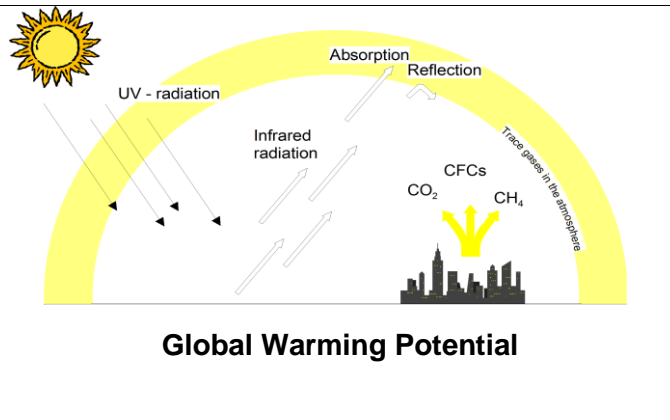 Absorption
Reflection
UV - radiation
Infrared
radiation
Trace gases in the atmosphere
CFCs
CO₂
CH₄
Global Warming Potential